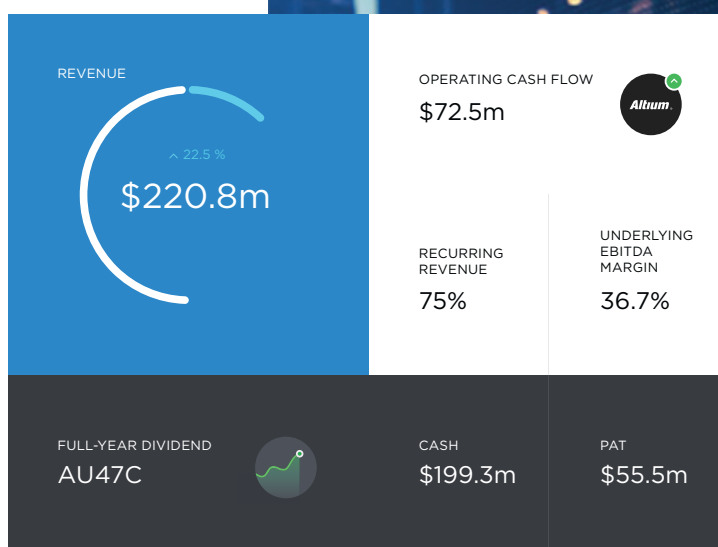 REVENUE
22.5 %
$220.8m
OPERATING CASH FLOW
$72.5m
Altium.
RECURRING
REVENUE
75%
UNDERLYING
EBITDA
MARGIN
36.7%
FULL-YEAR DIVIDEND
AU47C
CASH
$199.3m
PAT
$55.5m